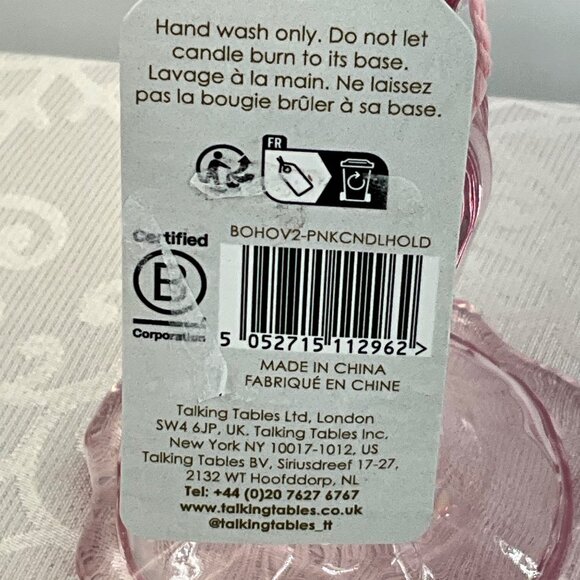 Hand wash only. Do not let
candle burn to its base.
Lavage à la main. Ne laissez
pas la bougie brûler à sa base.
FR
Certified
B
Corporation
BOHOV2-PNKCNDLHOLD
5 052715 112962 >
MADE IN CHINA
FABRIQUÉ EN CHINE
Talking Tables Ltd, London
SW4 6JP, UK. Talking Tables Inc,
New York NY 10017-1012, US
Talking Tables BV, Siriusdreef 17-27,
2132 WT Hoofddorp, NL
Tel: +44 (0)20 7627 6767
www.talkingtables.co.uk
@talkingtables_tt